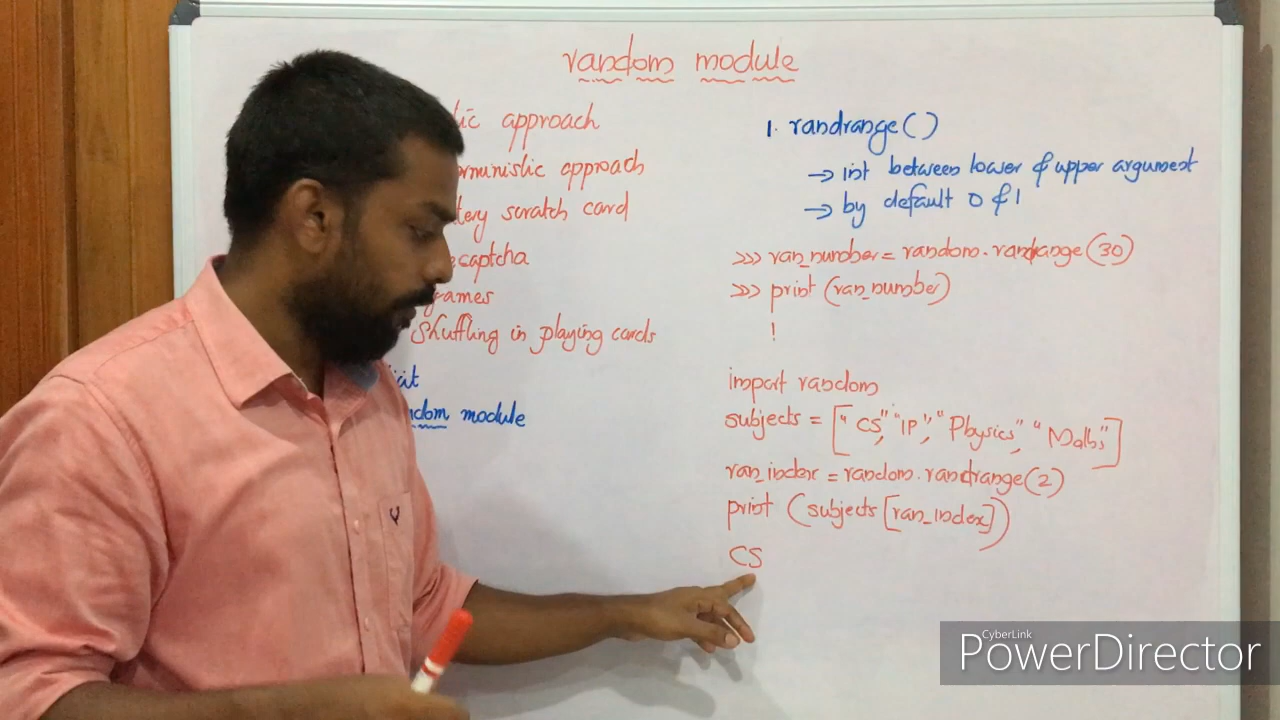 random module
approach
approach
scratch card
games
Shuffling in playing cards
module
1. randrange()
→ int between lower & upper argument
→ by default 0 & 1
>>> ran_number = random.randrange(30)
>>> print (ran_number)
import random
subjects = ["CS", "IP", "Physics", "Maths"]
ran_index = random.randrange(2)
print (subjects[ran_index])
CS
CyberLink
PowerDirector